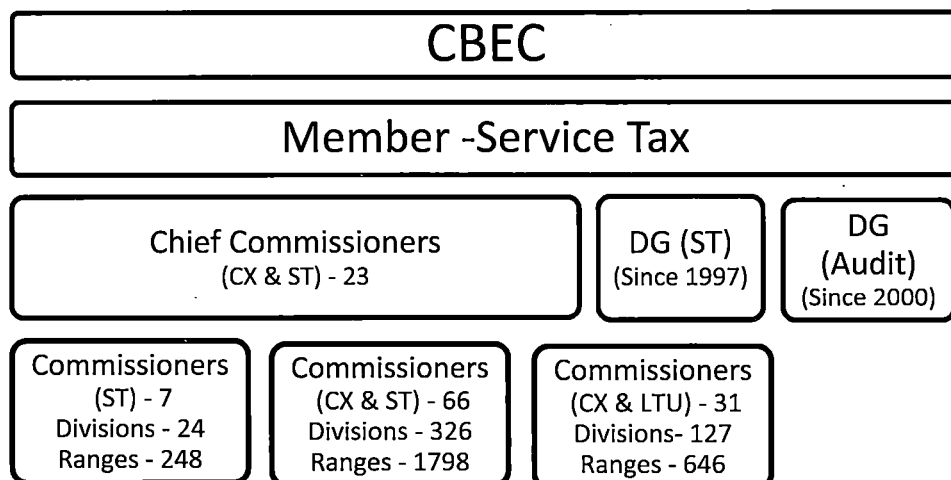 CBEC
Member -Service Tax
Chief Commissioners
(CX & ST) - 23
DG (ST)
(Since 1997)
DG
(Audit)
(Since 2000)
Commissioners
(ST) - 7
Divisions - 24
Ranges - 248
Commissioners
(CX & ST) - 66
Divisions - 326
Ranges - 1798
Commissioners
(CX & LTU) - 31
Divisions- 127
Ranges - 646